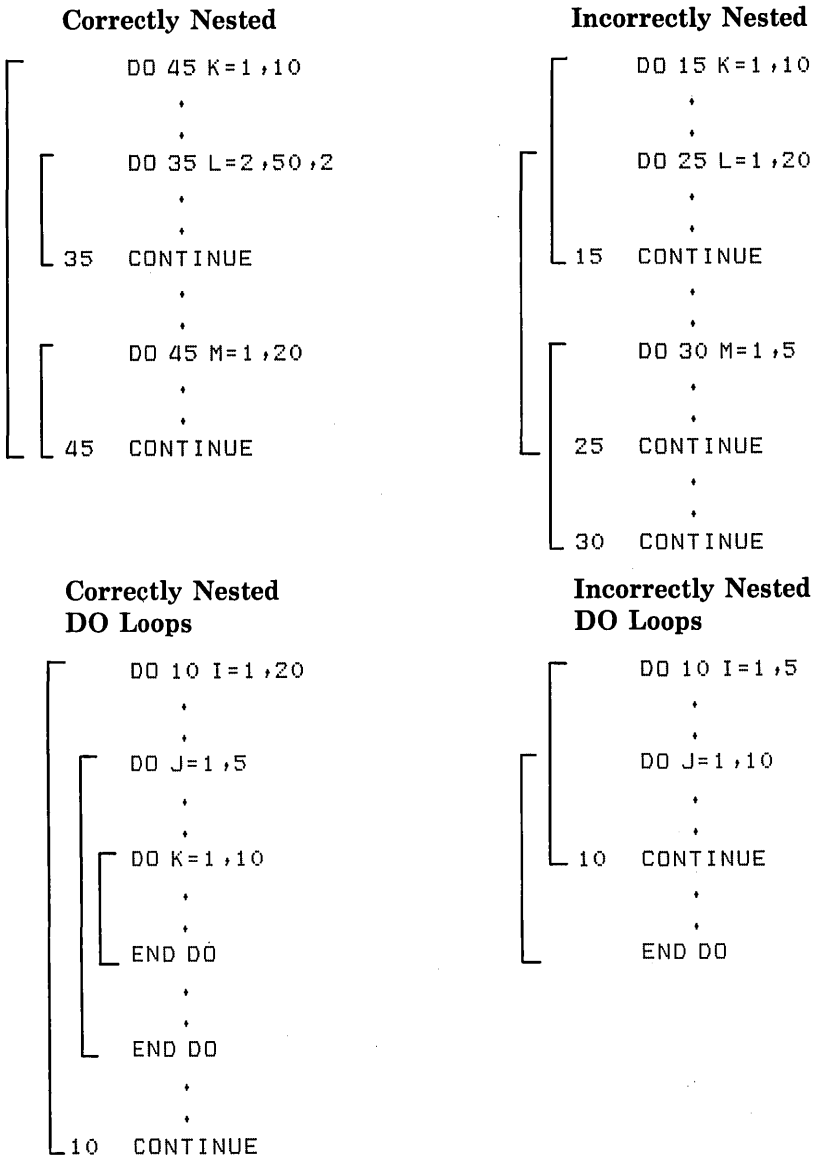 Correctly Nested
DO 45 K=1,10
.
.
DO 35 L=2,50,2
.
.
35 CONTINUE
.
.
DO 45 M=1,20
.
.
45 CONTINUE
Incorrectly Nested
DO 15 K=1,10
.
.
DO 25 L=1,20
.
.
15 CONTINUE
.
.
DO 30 M=1,5
.
.
25 CONTINUE
.
.
30 CONTINUE
Correctly Nested
DO Loops
DO 10 I=1,20
.
.
DO J=1,5
.
.
DO K=1,10
.
.
END DO
.
.
END DO
.
.
10 CONTINUE
Incorrectly Nested
DO Loops
DO 10 I=1,5
.
.
DO J=1,10
.
.
10 CONTINUE
.
.
END DO